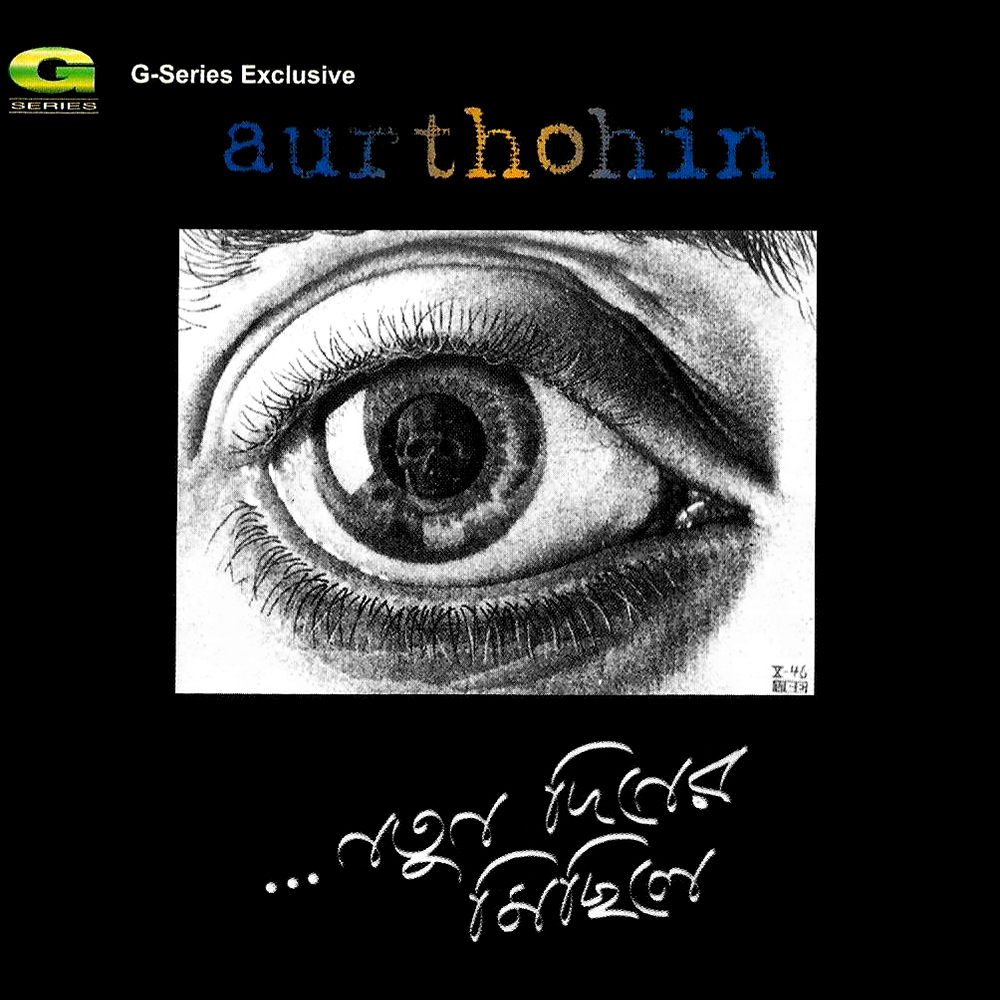 G
SERIES
G-Series Exclusive
aurthohin
X-46
... নতুন দিনের
মিছিলে